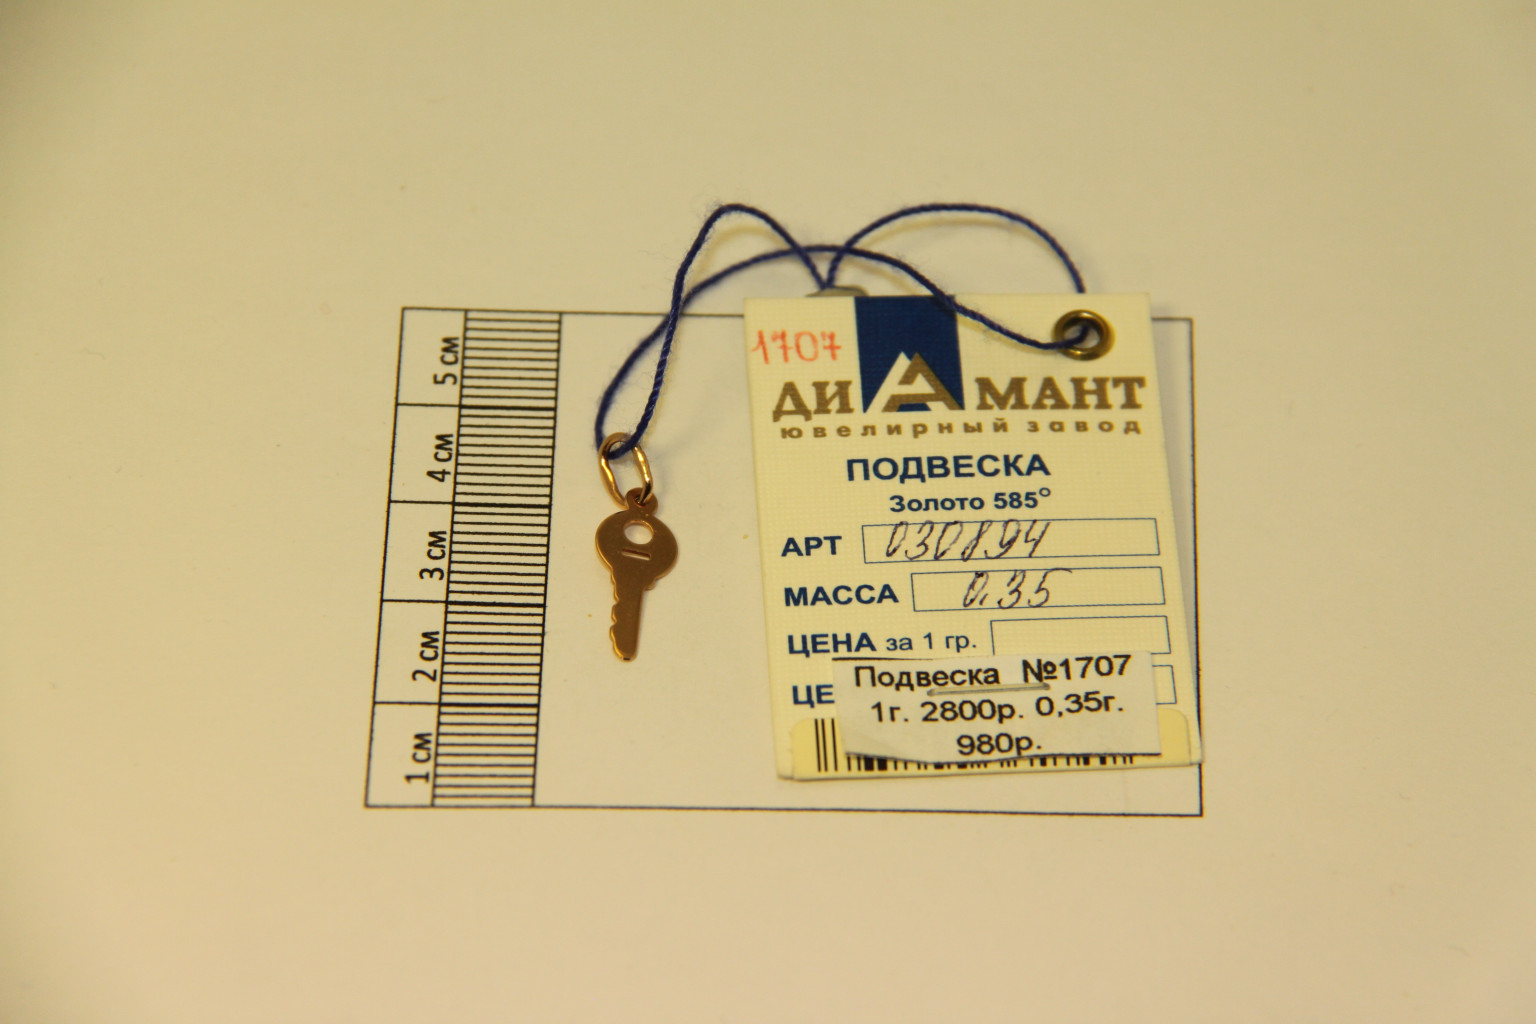 5 см
4 см
3 см
2 см
1 см
1707
ДИАМАНТ
ювелирный завод
ПОДВЕСКА
Золото 585°
АРТ 030894
МАССА 0,35
ЦЕНА за 1 гр.
ЦЕ
Подвеска №1707
1г. 2800р. 0,35г.
980р.